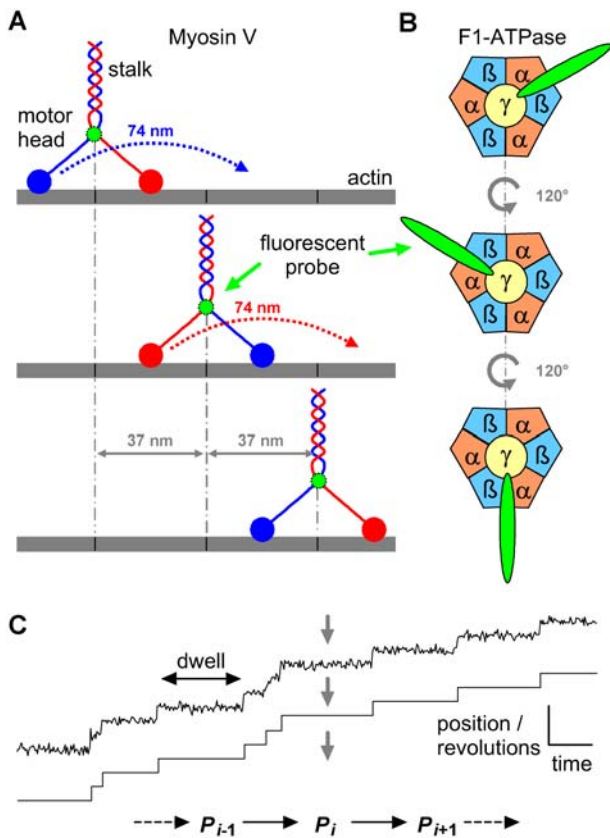 A
Myosin V
stalk
motor
head
74 nm
actin
fluorescent
probe
74 nm
37 nm
37 nm
B
F1-ATPase
ß α ß α ß α γ
120°
ß α ß α ß α γ
120°
ß α ß α ß α γ
C
dwell
position /
revolutions
time
Pi-1 Pi Pi+1